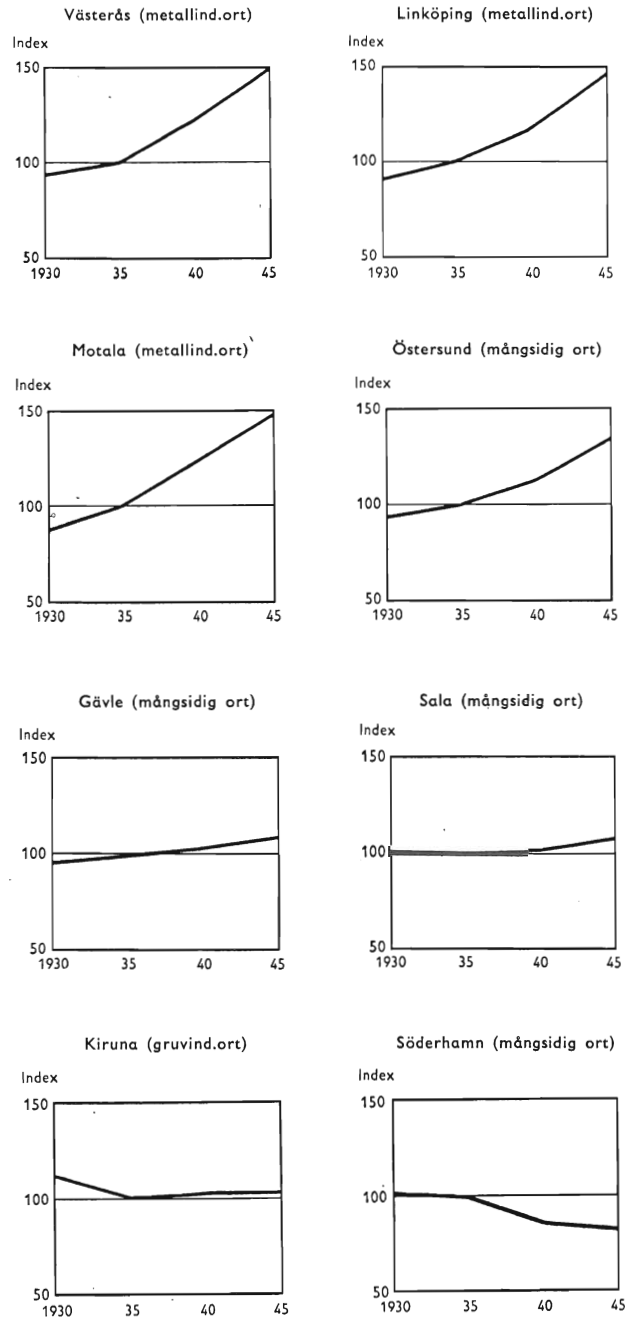 Västerås (metallind.ort)
Index
150
100
50
1930 35 40 45
Linköping (metallind.ort)
Index
150
100
50
1930 35 40 45
Motala (metallind.ort)
Index
150
100
50
1930 35 40 45
Östersund (mångsidig ort)
Index
150
100
50
1930 35 40 45
Gävle (mångsidig ort)
Index
150
100
50
1930 35 40 45
Sala (mångsidig ort)
Index
150
100
50
1930 35 40 45
Kiruna (gruvind.ort)
Index
150
100
50
1930 35 40 45
Söderhamn (mångsidig ort)
Index
150
100
50
1930 35 40 45